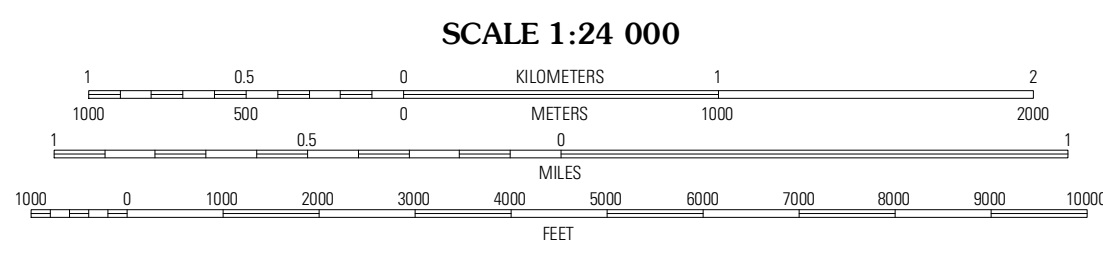 SCALE 1:24 000
1 0.5 0 KILOMETERS 1 2
1000 500 0 METERS 1000 2000
1 0.5 0 1
MILES
1000 0 1000 2000 3000 4000 5000 6000 7000 8000 9000 10000
FEET